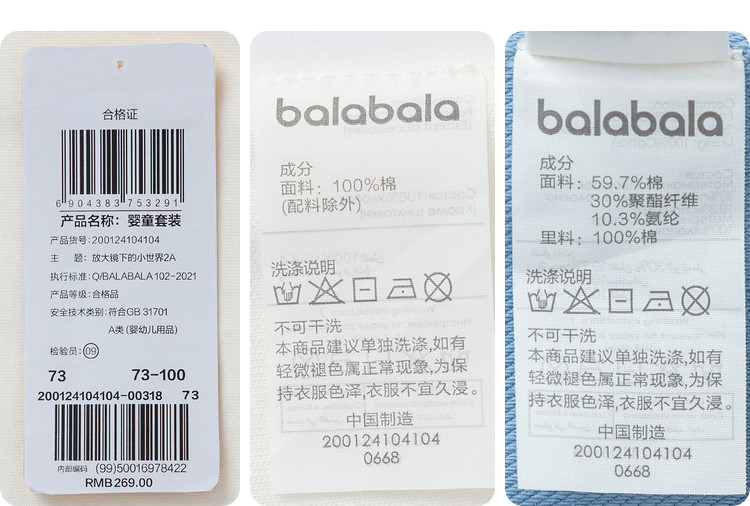 合格证
6 904383 753291
产品名称：婴童套装
产品货号：200124104104
主 题：放大镜下的小世界2A
执行标准：Q/BALABALA 102-2021
产品等级：合格品
安全技术类别：符合GB 31701
A类 (婴幼儿用品)
检验员：09
73 73-100
200124104104-00318 73
内部编码 (99)50016978422
RMB 269.00
balabala
成分
面料：100%棉
(配料除外)
洗涤说明
不可干洗
本商品建议单独洗涤,如有
轻微褪色属正常现象,为保
持衣服色泽,衣服不宜久浸。
中国制造
200124104104
0668
balabala
成分
面料：59.7%棉
30%聚酯纤维
10.3%氨纶
里料：100%棉
洗涤说明
不可干洗
本商品建议单独洗涤,如有
轻微褪色属正常现象,为保
持衣服色泽,衣服不宜久浸。
中国制造
200124104104
0668